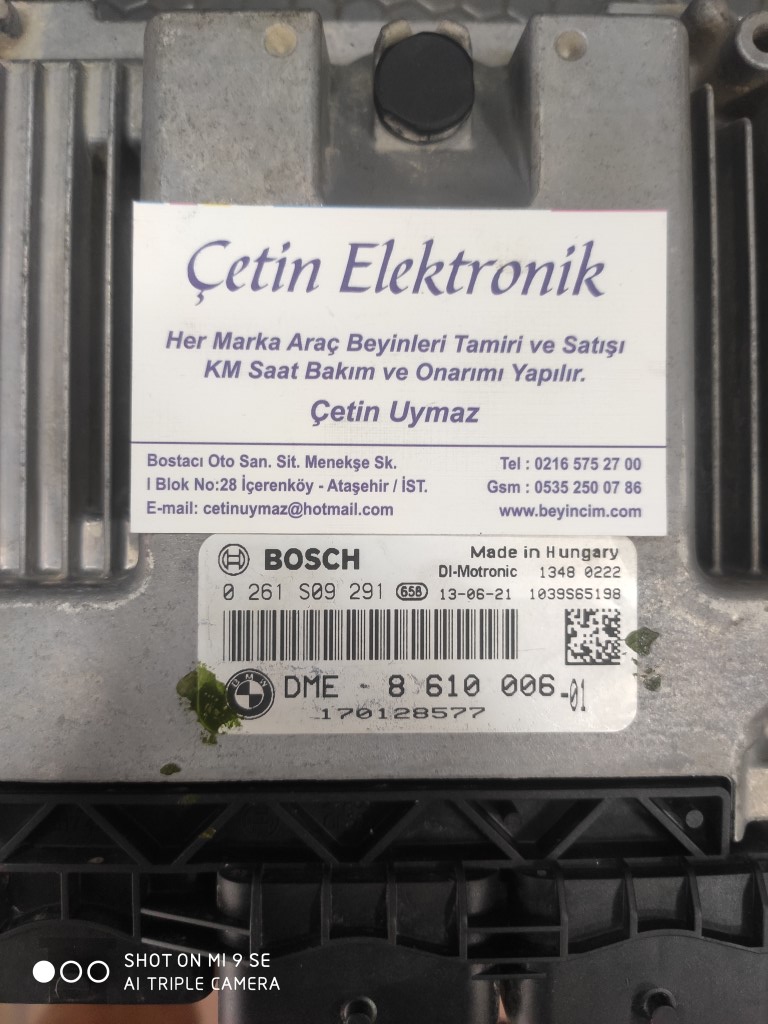 Çetin Elektronik
Her Marka Araç Beyinleri Tamiri ve Satışı
KM Saat Bakım ve Onarımı Yapılır.
Çetin Uymaz
Bostacı Oto San. Sit. Menekşe Sk.
I Blok No:28 İçerenköy - Ataşehir / İST.
E-mail: cetinuymaz@hotmail.com
Tel : 0216 575 27 00
Gsm : 0535 250 07 86
www.beyincim.com
BOSCH
Made in Hungary
DI-Motronic 1348 0222
0 261 S09 291 658 13-06-21 1039S65198
BMW DME - 8 610 006-01
170128577
SHOT ON MI 9 SE
AI TRIPLE CAMERA